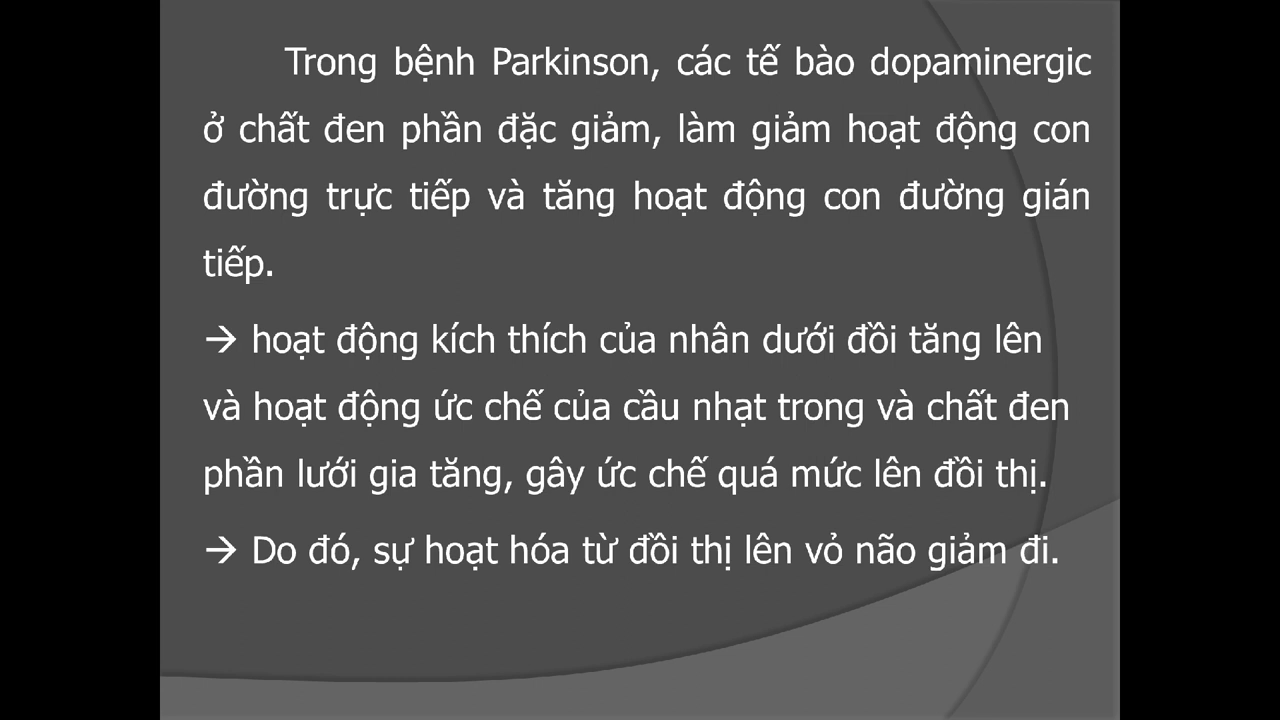 Trong bệnh Parkinson, các tế bào dopaminergic
ở chất đen phần đặc giảm, làm giảm hoạt động con
đường trực tiếp và tăng hoạt động con đường gián
tiếp.
→ hoạt động kích thích của nhân dưới đồi tăng lên
và hoạt động ức chế của cầu nhạt trong và chất đen
phần lưới gia tăng, gây ức chế quá mức lên đồi thị.
→ Do đó, sự hoạt hóa từ đồi thị lên vỏ não giảm đi.